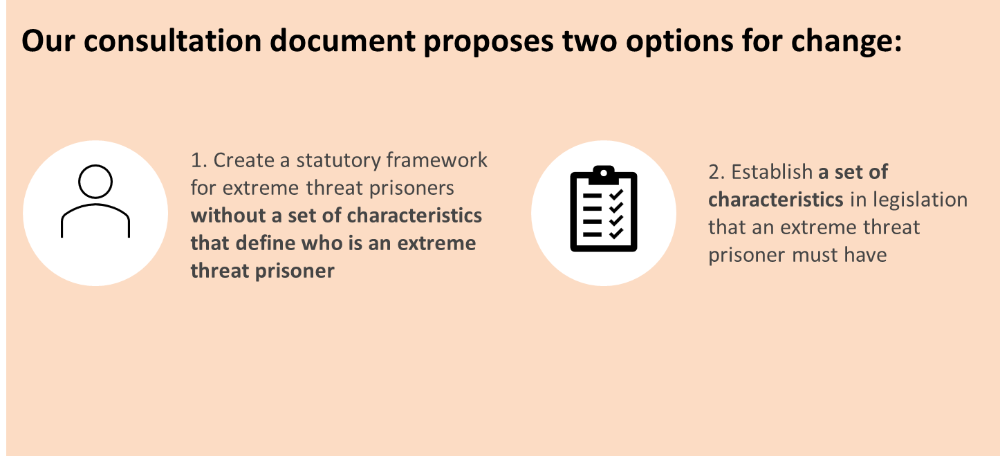 Our consultation document proposes two options for change:
1. Create a statutory framework
for extreme threat prisoners
without a set of characteristics
that define who is an extreme
threat prisoner
2. Establish a set of
characteristics in legislation
that an extreme threat
prisoner must have